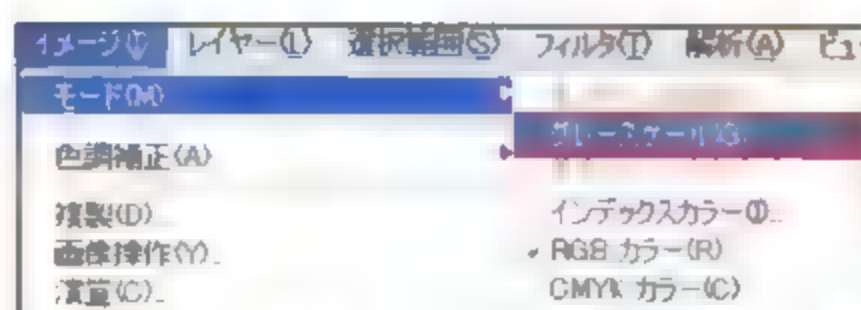 イメージ(I) レイヤー(L) 選択範囲(S) フィルタ(T) 解析(A) ビュ
モード(M)
グレースケール(G)
色調補正(A)
複製(D)...
インデックスカラー(I)...
画像操作(Y)...
RGB カラー(R)
演算(C)...
CMYK カラー(C)